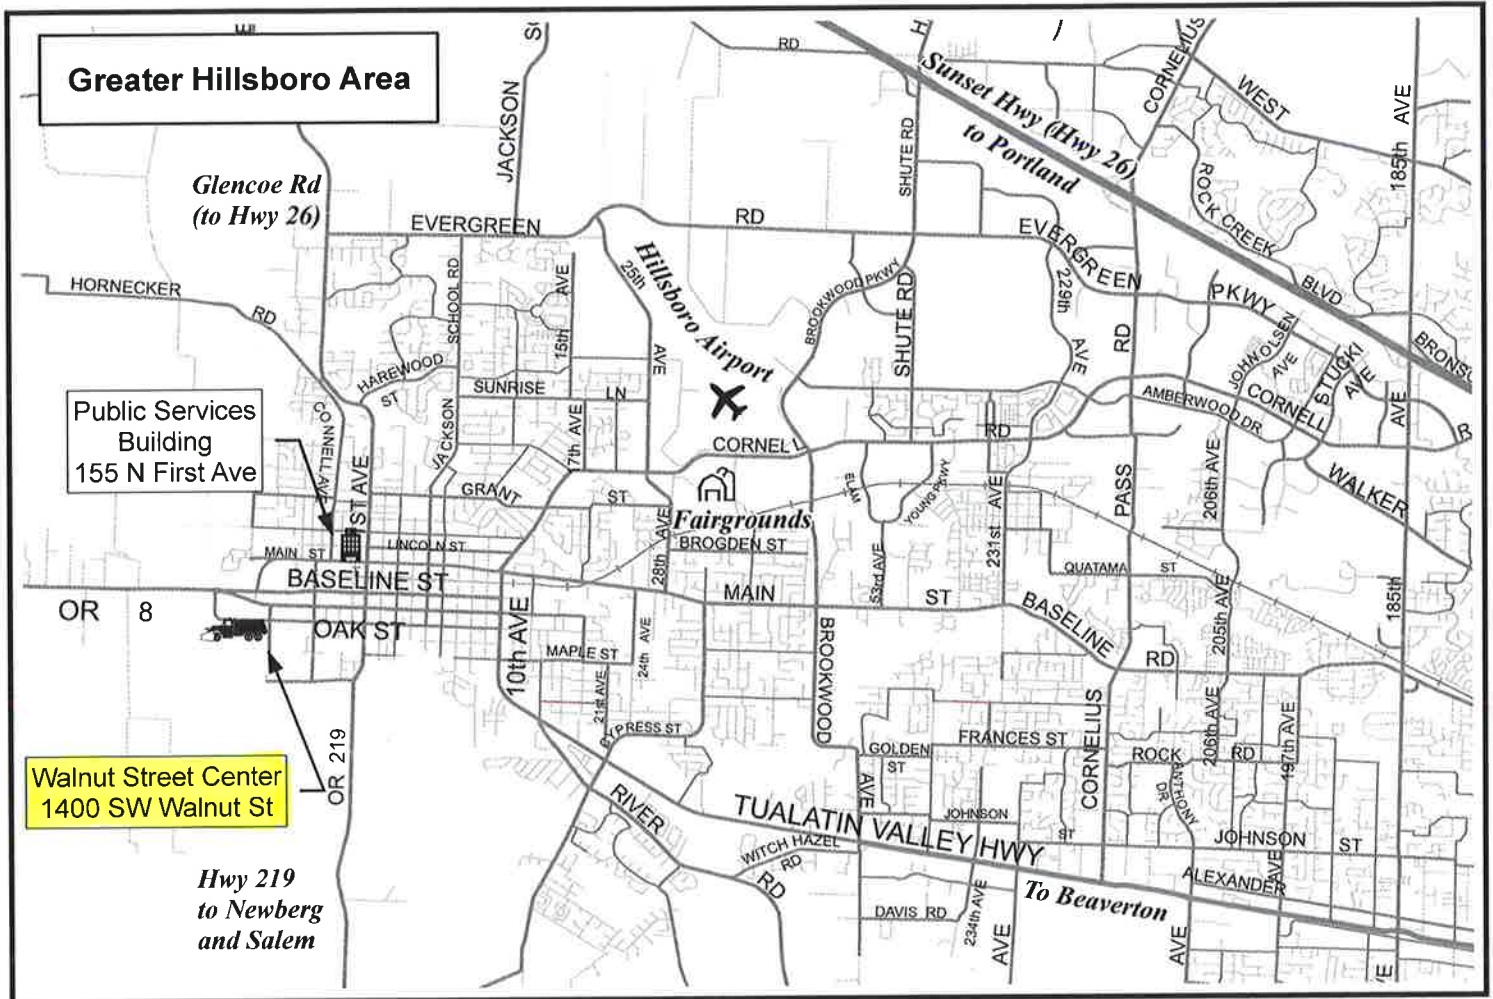 Greater Hillsboro Area
JACKSON
RD
Sunset Hwy (Hwy 26)
to Portland
CORNELIUS
WEST
185th AVE
SHUTE RD
ROCK CREEK
BLVD
Glencoe Rd
(to Hwy 26)
EVERGREEN
RD
EVERGREEN
PKWY
HORNECKER
RD
SCHOOL RD
15th AVE
25th
AVE
Hillsboro Airport
BROOKWOOD PKWY
SHUTE RD
229th
AVE
RD
JOHN OLSEN
AVE
STUCKI
AVE
HAREWOOD
ST
SUNRISE
LN
AMBERWOOD DR
CORNELL
AVE
Public Services
Building
155 N First Ave
CONNELL AVE
JACKSON
17th AVE
CORNELL
RD
WALKER
ST AVE
GRANT
ST
Fairgrounds
ELAM
YOUNG PKWY
231st AVE
PASS
206th AVE
MAIN ST
LINCOLN ST
28th AVE
BROGDEN ST
53rd AVE
QUATAMA ST
BASELINE ST
MAIN
ST
BASELINE
RD
205th AVE
185th
OR 8
OAK ST
10th AVE
MAPLE ST
24th AVE
21st AVE
BROOKWOOD
CYPRESS ST
GOLDEN
ST
FRANCES ST
CORNELIUS
ROCK
RD
206th AVE
197th AVE
ANTHONY
DR
Walnut Street Center
1400 SW Walnut St
OR 219
RIVER
RD
AVE
TUALATIN VALLEY HWY
JOHNSON
ST
JOHNSON
ST
WITCH HAZEL
RD
ALEXANDER
AVE
To Beaverton
Hwy 219
to Newberg
and Salem
DAVIS RD
234th AVE
AVE
AVE